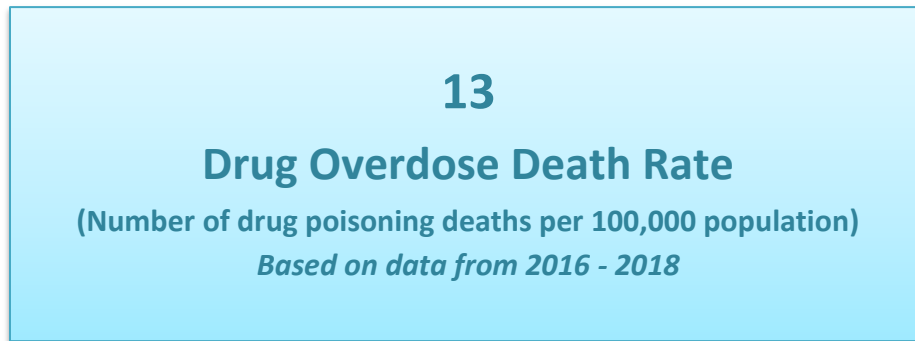 13
Drug Overdose Death Rate
(Number of drug poisoning deaths per 100,000 population)
Based on data from 2016 - 2018